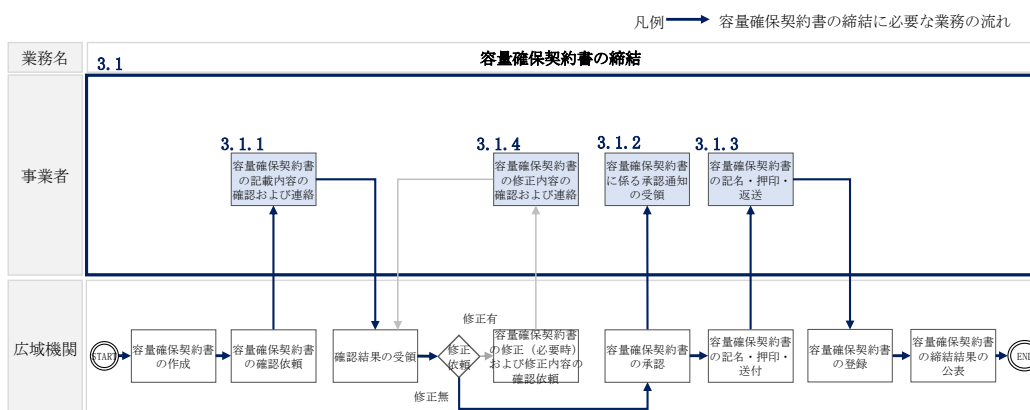 凡例 容量確保契約書の締結に必要な業務の流れ
業務名
3.1
容量確保契約書の締結
事業者
3.1.1
容量確保契約書
の記載内容の
確認および連絡
3.1.4
容量確保契約書
の修正内容の
確認および連絡
3.1.2
容量確保契約書
に係る承認通知
の受領
3.1.3
容量確保契約書
の記名・押印・
返送
広域機関
START
容量確保契約書
の作成
容量確保契約書
の確認依頼
確認結果の受領
修正
依頼
修正有
修正無
容量確保契約書
の修正（必要時）
および修正内容の
確認依頼
容量確保契約書
の承認
容量確保契約書
の記名・押印・
送付
容量確保契約書
の登録
容量確保契約書
の締結結果の
公表
END